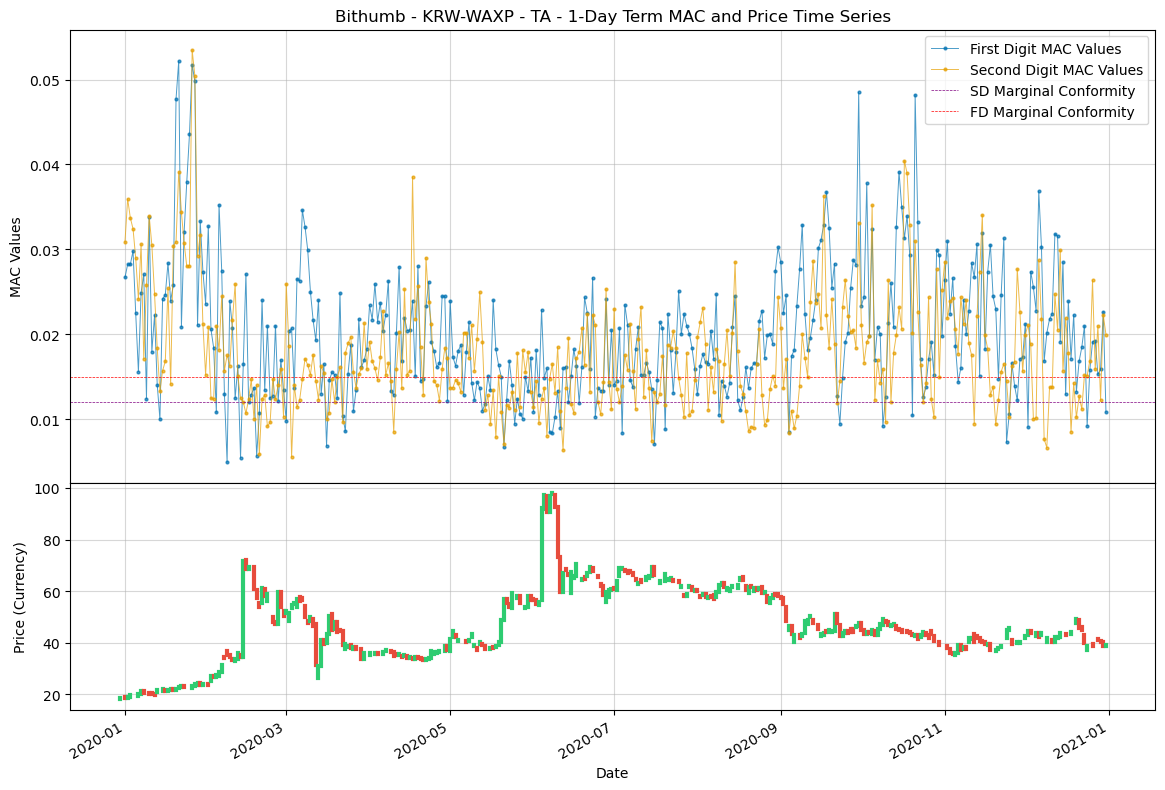 Bithumb - KRW-WAXP - TA - 1-Day Term MAC and Price Time Series
First Digit MAC Values
Second Digit MAC Values
SD Marginal Conformity
FD Marginal Conformity
MAC Values
0.05
0.04
0.03
0.02
0.01
Price (Currency)
100
80
60
40
20
2020-01
2020-03
2020-05
2020-07
2020-09
2020-11
2021-01
Date